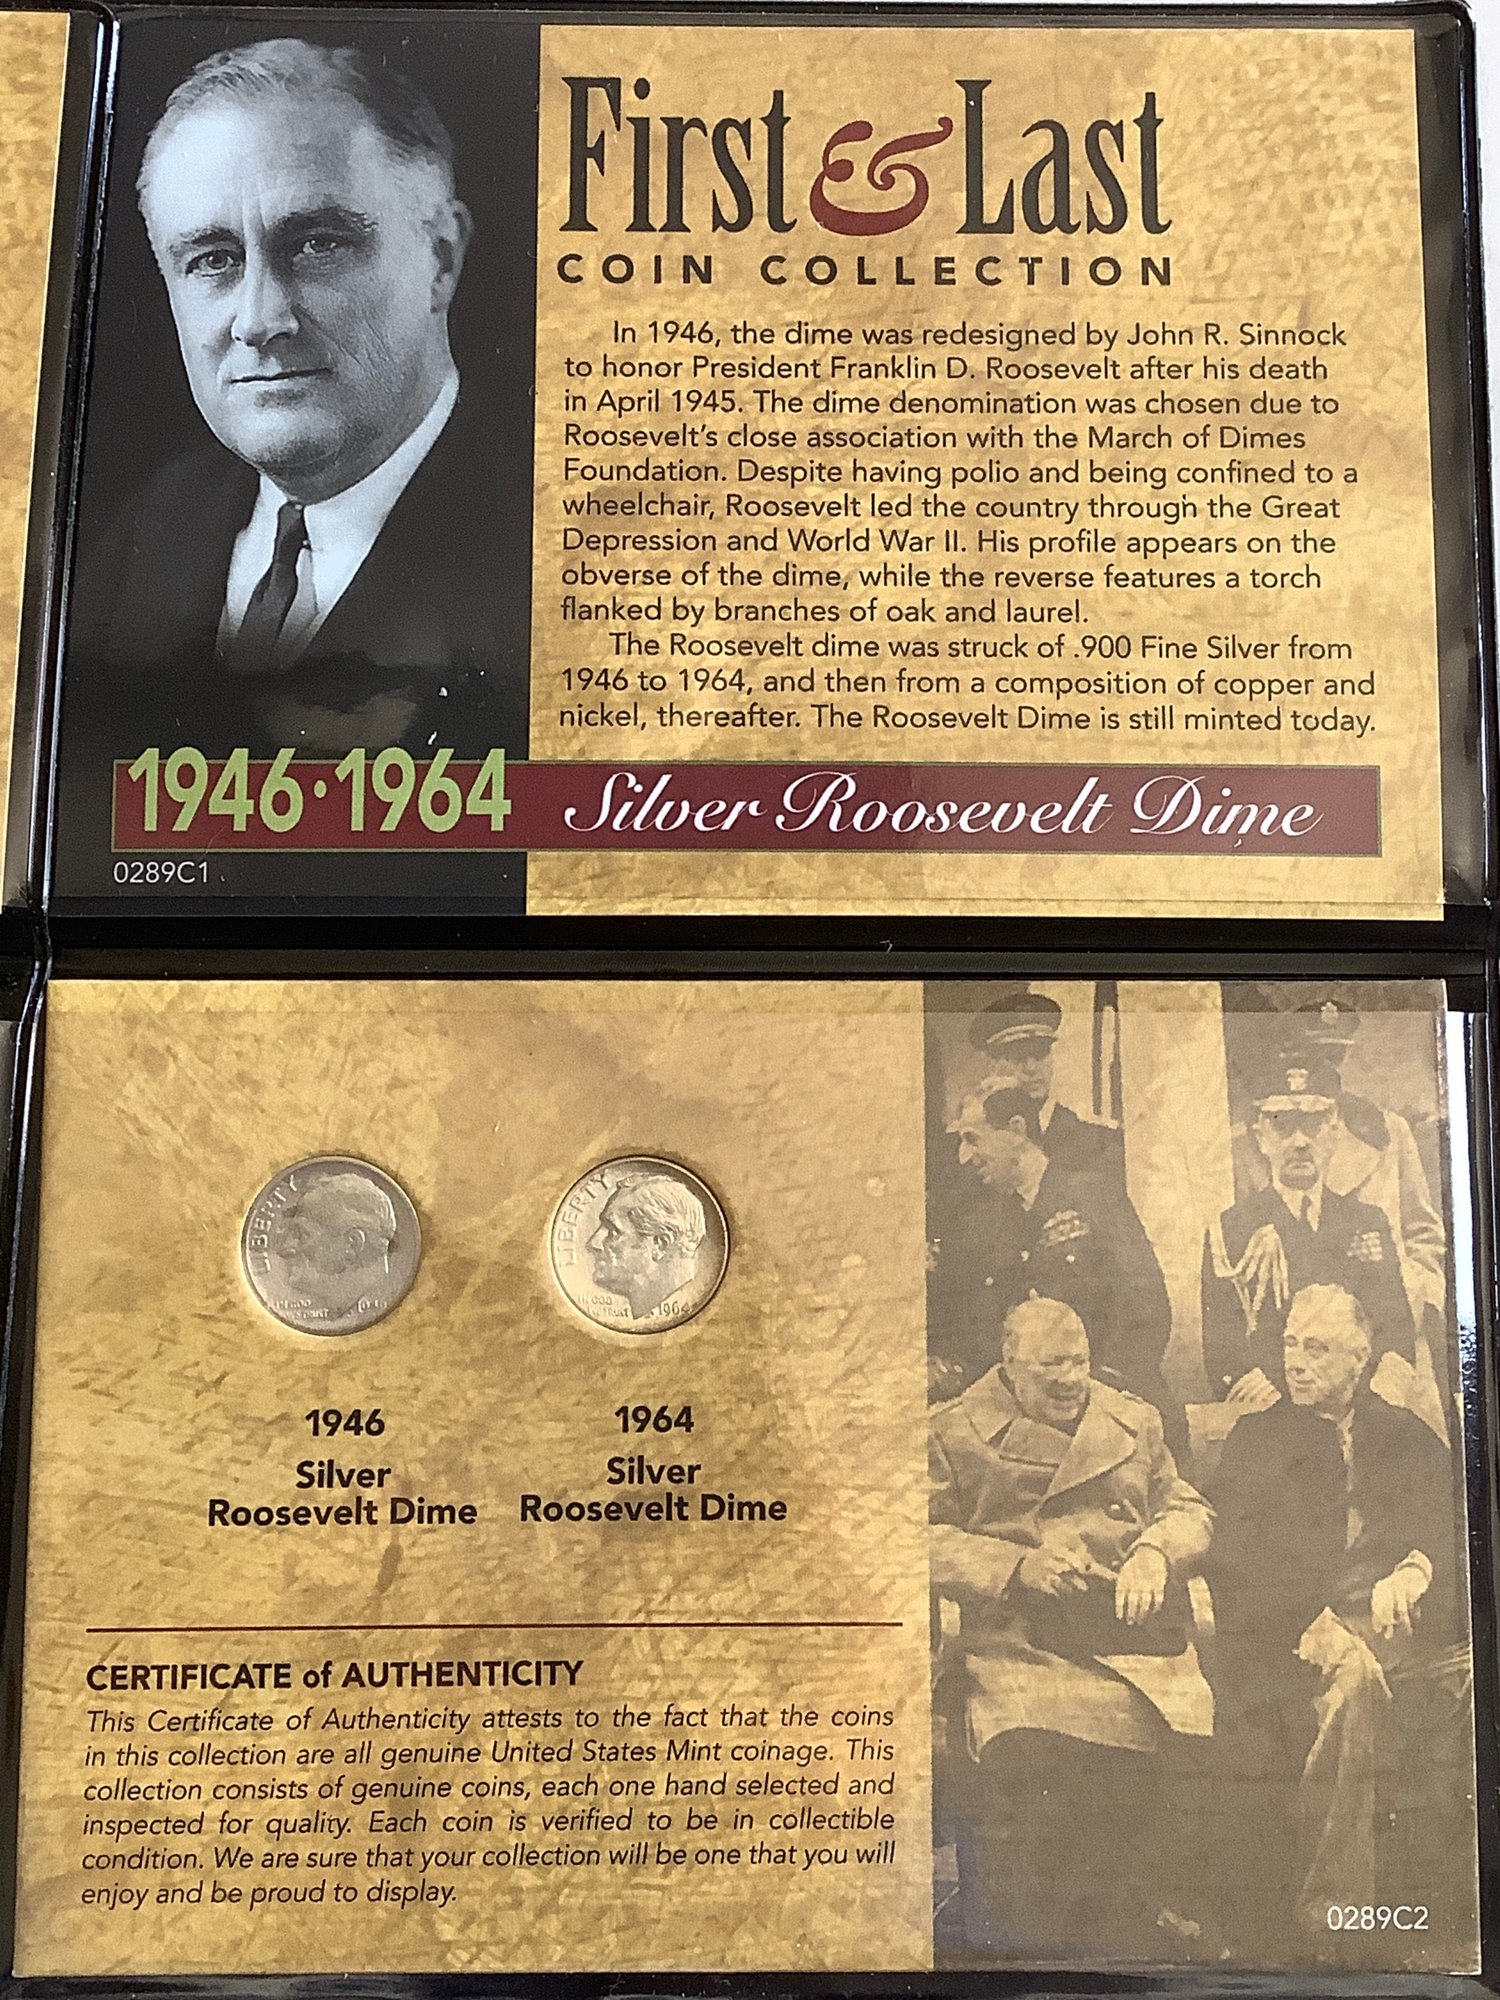 First & Last
COIN COLLECTION
In 1946, the dime was redesigned by John R. Sinnock
to honor President Franklin D. Roosevelt after his death
in April 1945. The dime denomination was chosen due to
Roosevelt's close association with the March of Dimes
Foundation. Despite having polio and being confined to a
wheelchair, Roosevelt led the country through the Great
Depression and World War II. His profile appears on the
obverse of the dime, while the reverse features a torch
flanked by branches of oak and laurel.
The Roosevelt dime was struck of .900 Fine Silver from
1946 to 1964, and then from a composition of copper and
nickel, thereafter. The Roosevelt Dime is still minted today.
1946·1964 Silver Roosevelt Dime
0289C1
LIBERTY
IN GOD
WE TRUST
1946
LIBERTY
IN GOD
WE TRUST
1964
1946
Silver
Roosevelt Dime
1964
Silver
Roosevelt Dime
CERTIFICATE of AUTHENTICITY
This Certificate of Authenticity attests to the fact that the coins
in this collection are all genuine United States Mint coinage. This
collection consists of genuine coins, each one hand selected and
inspected for quality. Each coin is verified to be in collectible
condition. We are sure that your collection will be one that you will
enjoy and be proud to display.
0289C2